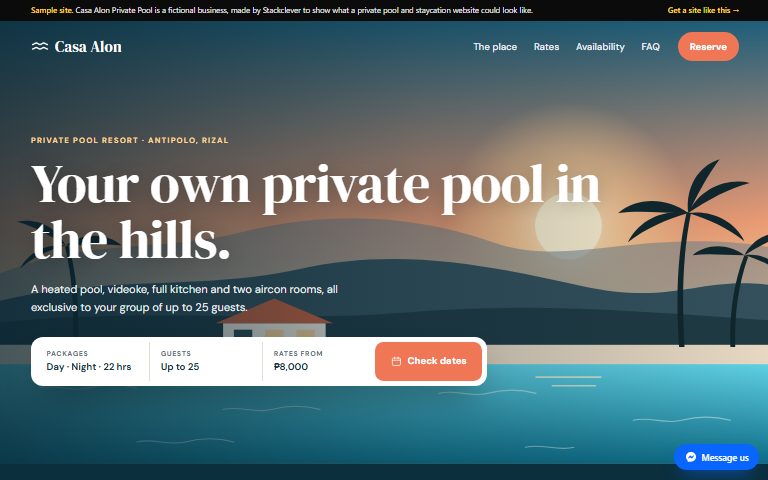 Sample site. Casa Alon Private Pool is a fictional business, made by Stackclever to show what a private pool and staycation website could look like.
Get a site like this →
Casa Alon
The place
Rates
Availability
FAQ
Reserve
PRIVATE POOL RESORT · ANTIPOLO, RIZAL
Your own private pool in
the hills.
A heated pool, videoke, full kitchen and two aircon rooms, all
exclusive to your group of up to 25 guests.
PACKAGES
Day · Night · 22 hrs
GUESTS
Up to 25
RATES FROM
₱8,000
Check dates
Message us